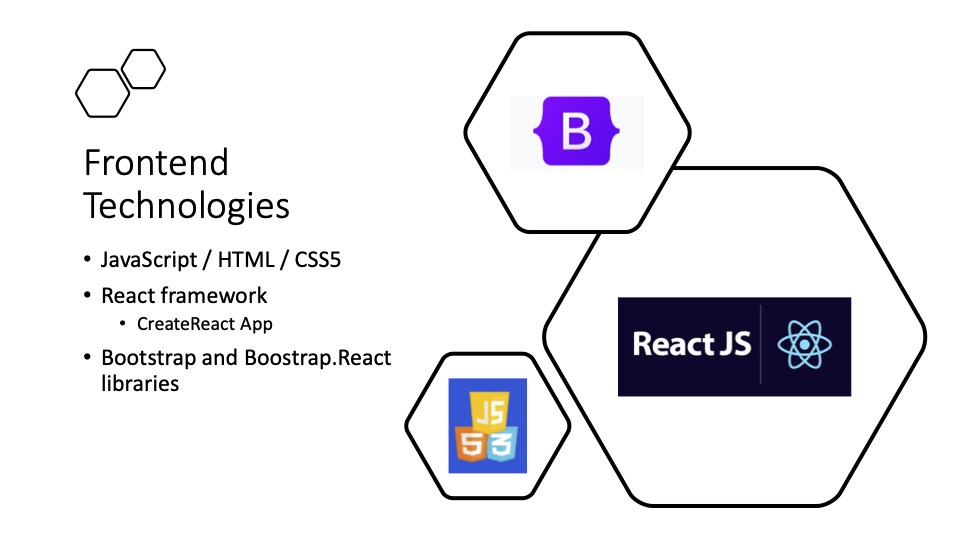 Frontend
Technologies
• JavaScript / HTML / CSS5
• React framework
• CreateReact App
• Bootstrap and Boostrap.React
libraries
B
React JS
JS
5 3